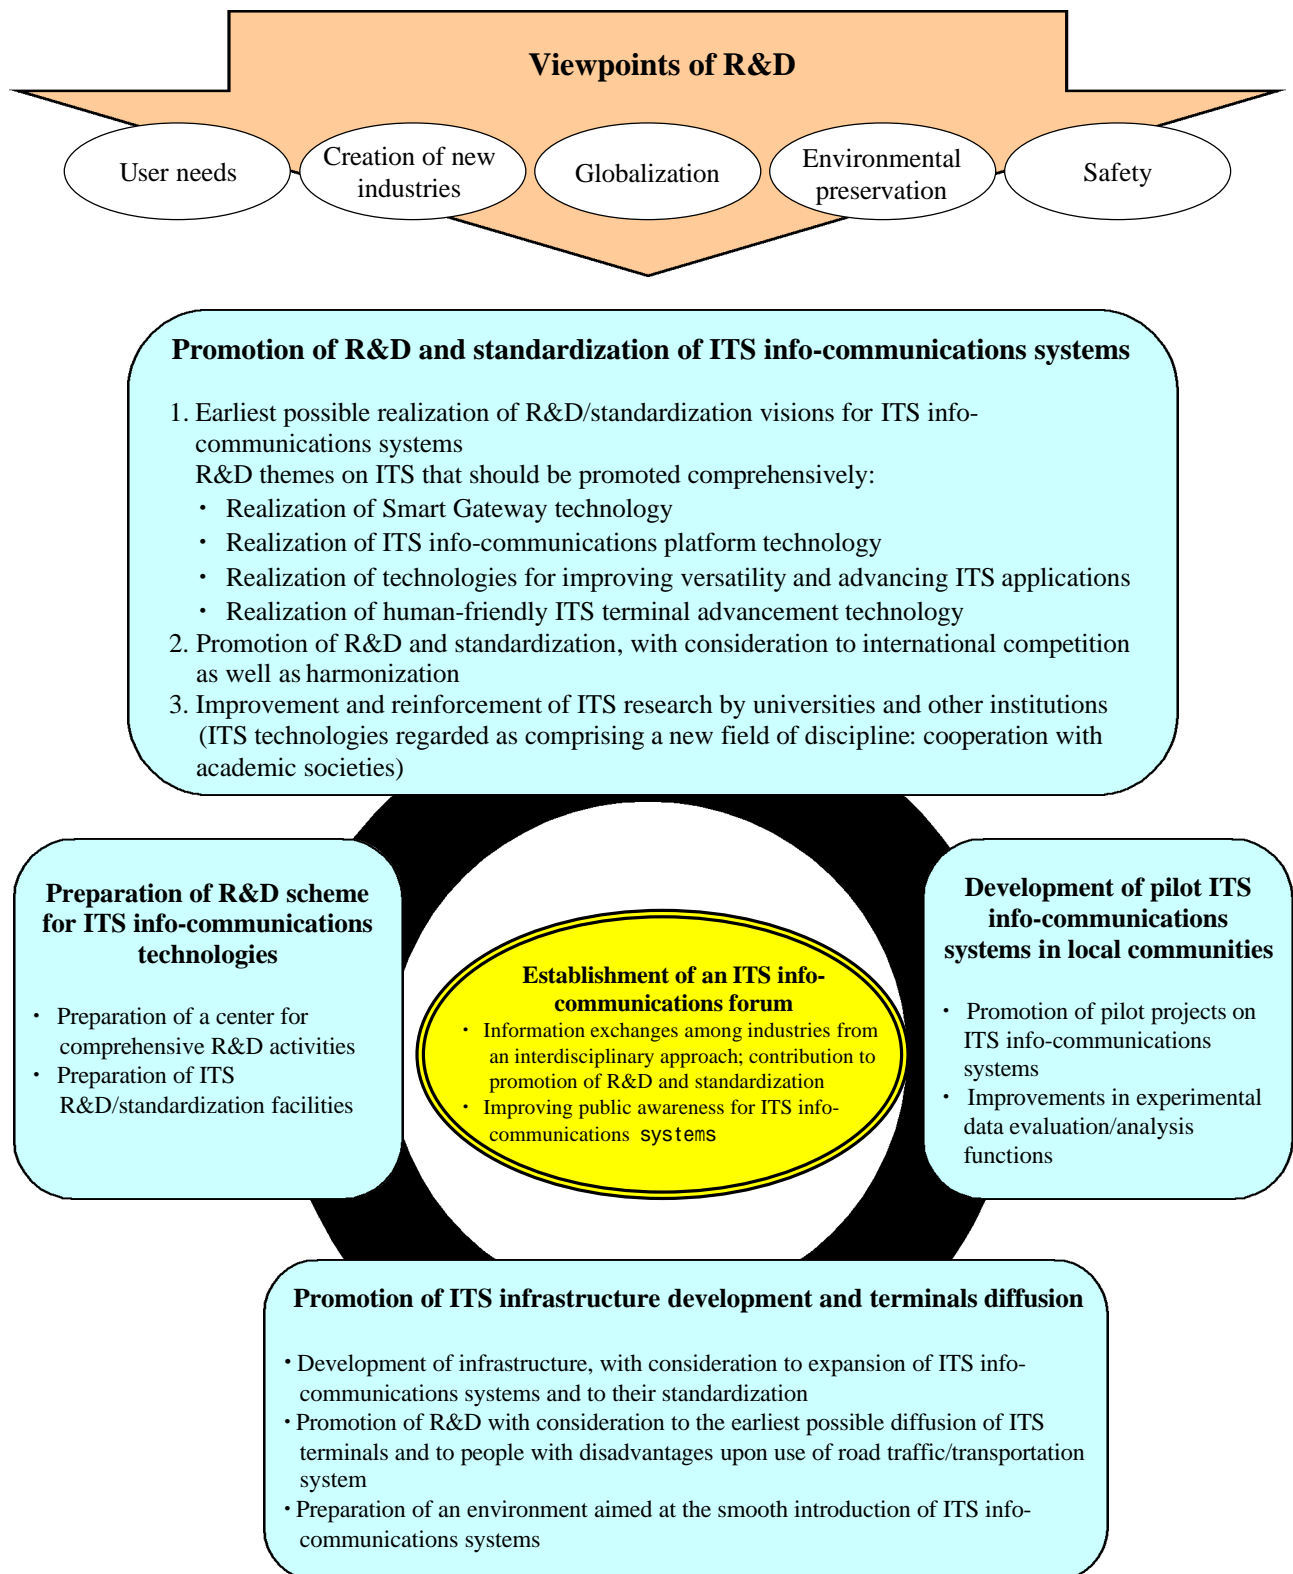 Viewpoints of R&D
User needs
Creation of new
industries
Globalization
Environmental
preservation
Safety
Promotion of R&D and standardization of ITS info-communications systems
1. Earliest possible realization of R&D/standardization visions for ITS info-
communications systems
R&D themes on ITS that should be promoted comprehensively:
・ Realization of Smart Gateway technology
・ Realization of ITS info-communications platform technology
・ Realization of technologies for improving versatility and advancing ITS applications
・ Realization of human-friendly ITS terminal advancement technology
2. Promotion of R&D and standardization, with consideration to international competition
as well as harmonization
3. Improvement and reinforcement of ITS research by universities and other institutions
(ITS technologies regarded as comprising a new field of discipline: cooperation with
academic societies)
Preparation of R&D scheme
for ITS info-communications
technologies
・ Preparation of a center for
comprehensive R&D activities
・ Preparation of ITS
R&D/standardization facilities
Establishment of an ITS info-
communications forum
・ Information exchanges among industries from
an interdisciplinary approach; contribution to
promotion of R&D and standardization
・ Improving public awareness for ITS info-
communications systems
Development of pilot ITS
info-communications
systems in local communities
・ Promotion of pilot projects on
ITS info-communications
systems
・ Improvements in experimental
data evaluation/analysis
functions
Promotion of ITS infrastructure development and terminals diffusion
・Development of infrastructure, with consideration to expansion of ITS info-
communications systems and to their standardization
・Promotion of R&D with consideration to the earliest possible diffusion of ITS
terminals and to people with disadvantages upon use of road traffic/transportation
system
・Preparation of an environment aimed at the smooth introduction of ITS info-
communications systems